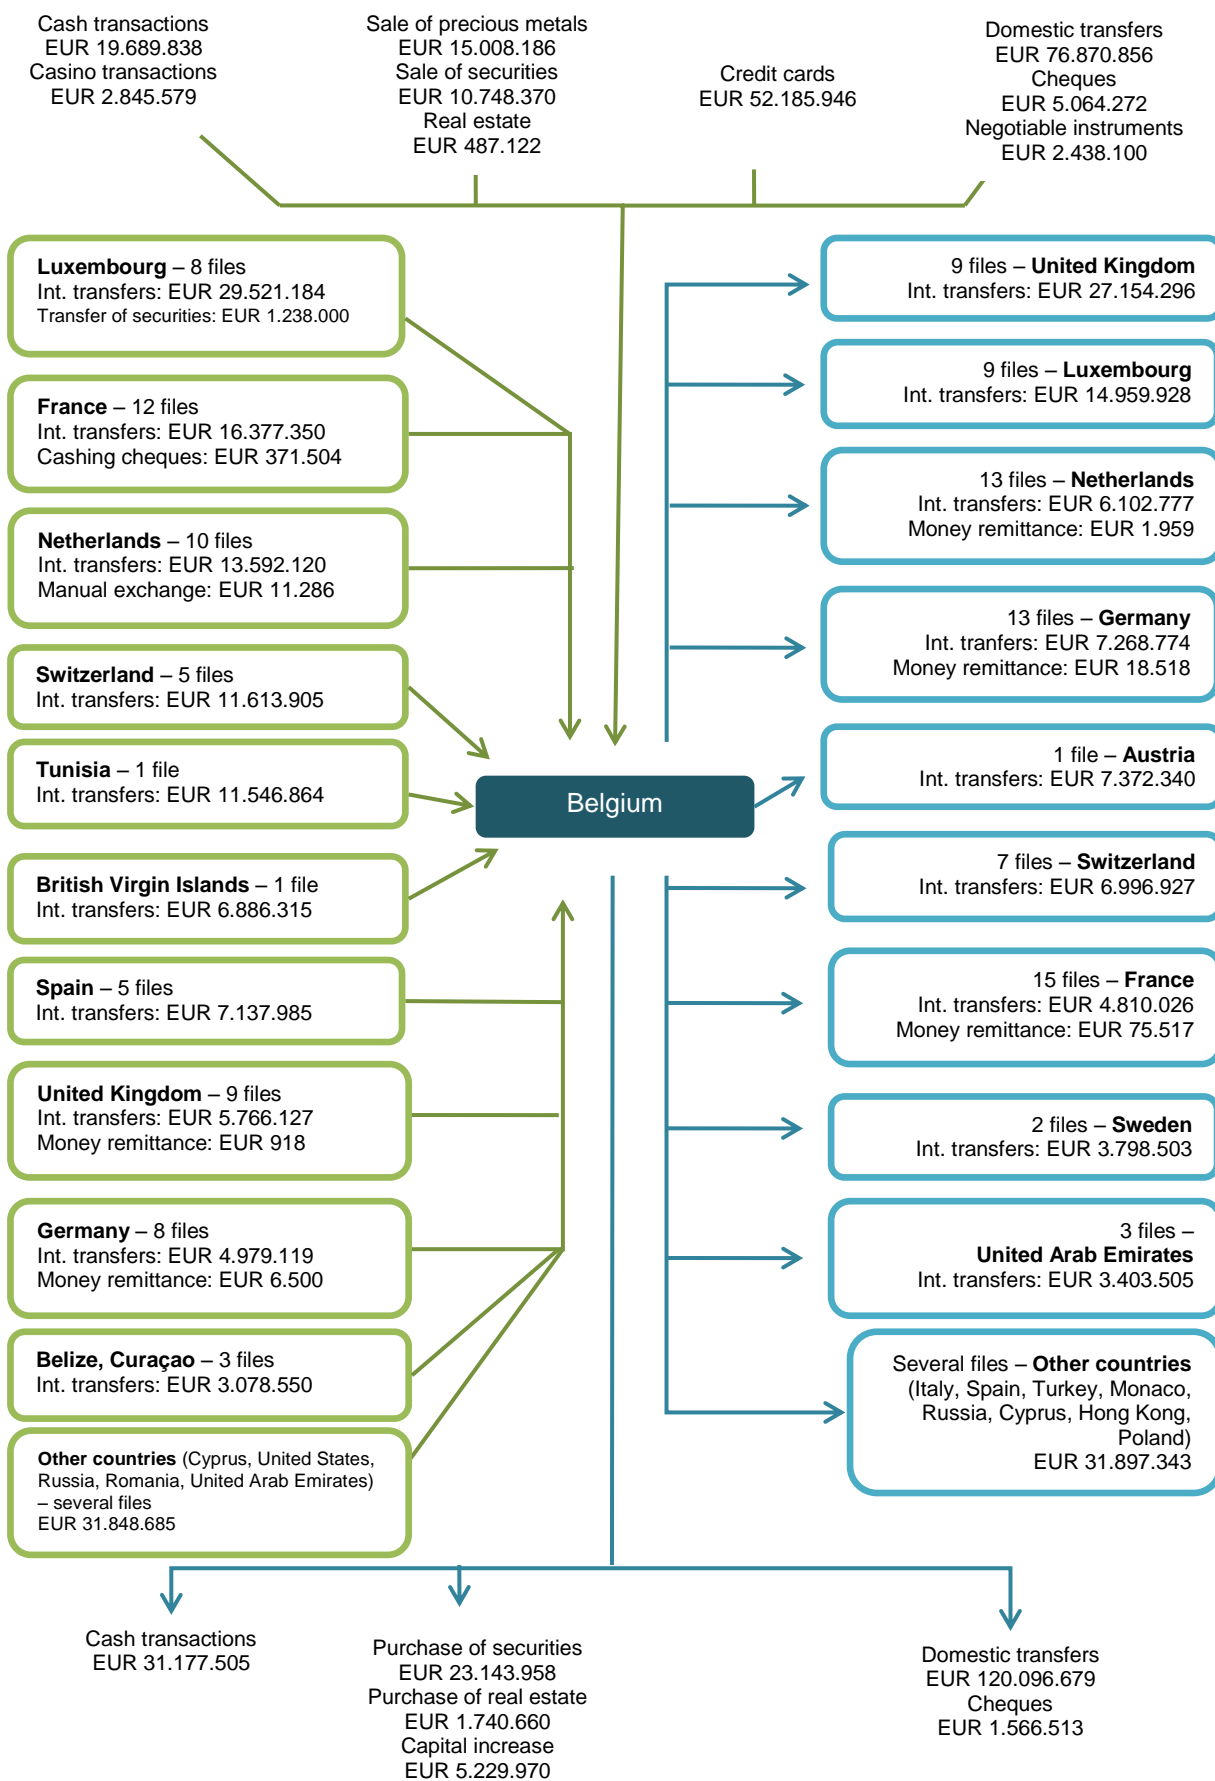 Cash transactions
EUR 19.689.838
Casino transactions
EUR 2.845.579
Sale of precious metals
EUR 15.008.186
Sale of securities
EUR 10.748.370
Real estate
EUR 487.122
Credit cards
EUR 52.185.946
Domestic transfers
EUR 76.870.856
Cheques
EUR 5.064.272
Negotiable instruments
EUR 2.438.100
Luxembourg – 8 files
Int. transfers: EUR 29.521.184
Transfer of securities: EUR 1.238.000
France – 12 files
Int. transfers: EUR 16.377.350
Cashing cheques: EUR 371.504
Netherlands – 10 files
Int. transfers: EUR 13.592.120
Manual exchange: EUR 11.286
Switzerland – 5 files
Int. transfers: EUR 11.613.905
Tunisia – 1 file
Int. transfers: EUR 11.546.864
British Virgin Islands – 1 file
Int. transfers: EUR 6.886.315
Spain – 5 files
Int. transfers: EUR 7.137.985
United Kingdom – 9 files
Int. transfers: EUR 5.766.127
Money remittance: EUR 918
Germany – 8 files
Int. transfers: EUR 4.979.119
Money remittance: EUR 6.500
Belize, Curaçao – 3 files
Int. transfers: EUR 3.078.550
Other countries (Cyprus, United States,
Russia, Romania, United Arab Emirates)
– several files
EUR 31.848.685
Belgium
9 files – United Kingdom
Int. transfers: EUR 27.154.296
9 files – Luxembourg
Int. transfers: EUR 14.959.928
13 files – Netherlands
Int. transfers: EUR 6.102.777
Money remittance: EUR 1.959
13 files – Germany
Int. tranfers: EUR 7.268.774
Money remittance: EUR 18.518
1 file – Austria
Int. transfers: EUR 7.372.340
7 files – Switzerland
Int. transfers: EUR 6.996.927
15 files – France
Int. transfers: EUR 4.810.026
Money remittance: EUR 75.517
2 files – Sweden
Int. transfers: EUR 3.798.503
3 files –
United Arab Emirates
Int. transfers: EUR 3.403.505
Several files – Other countries
(Italy, Spain, Turkey, Monaco,
Russia, Cyprus, Hong Kong,
Poland)
EUR 31.897.343
Cash transactions
EUR 31.177.505
Purchase of securities
EUR 23.143.958
Purchase of real estate
EUR 1.740.660
Capital increase
EUR 5.229.970
Domestic transfers
EUR 120.096.679
Cheques
EUR 1.566.513